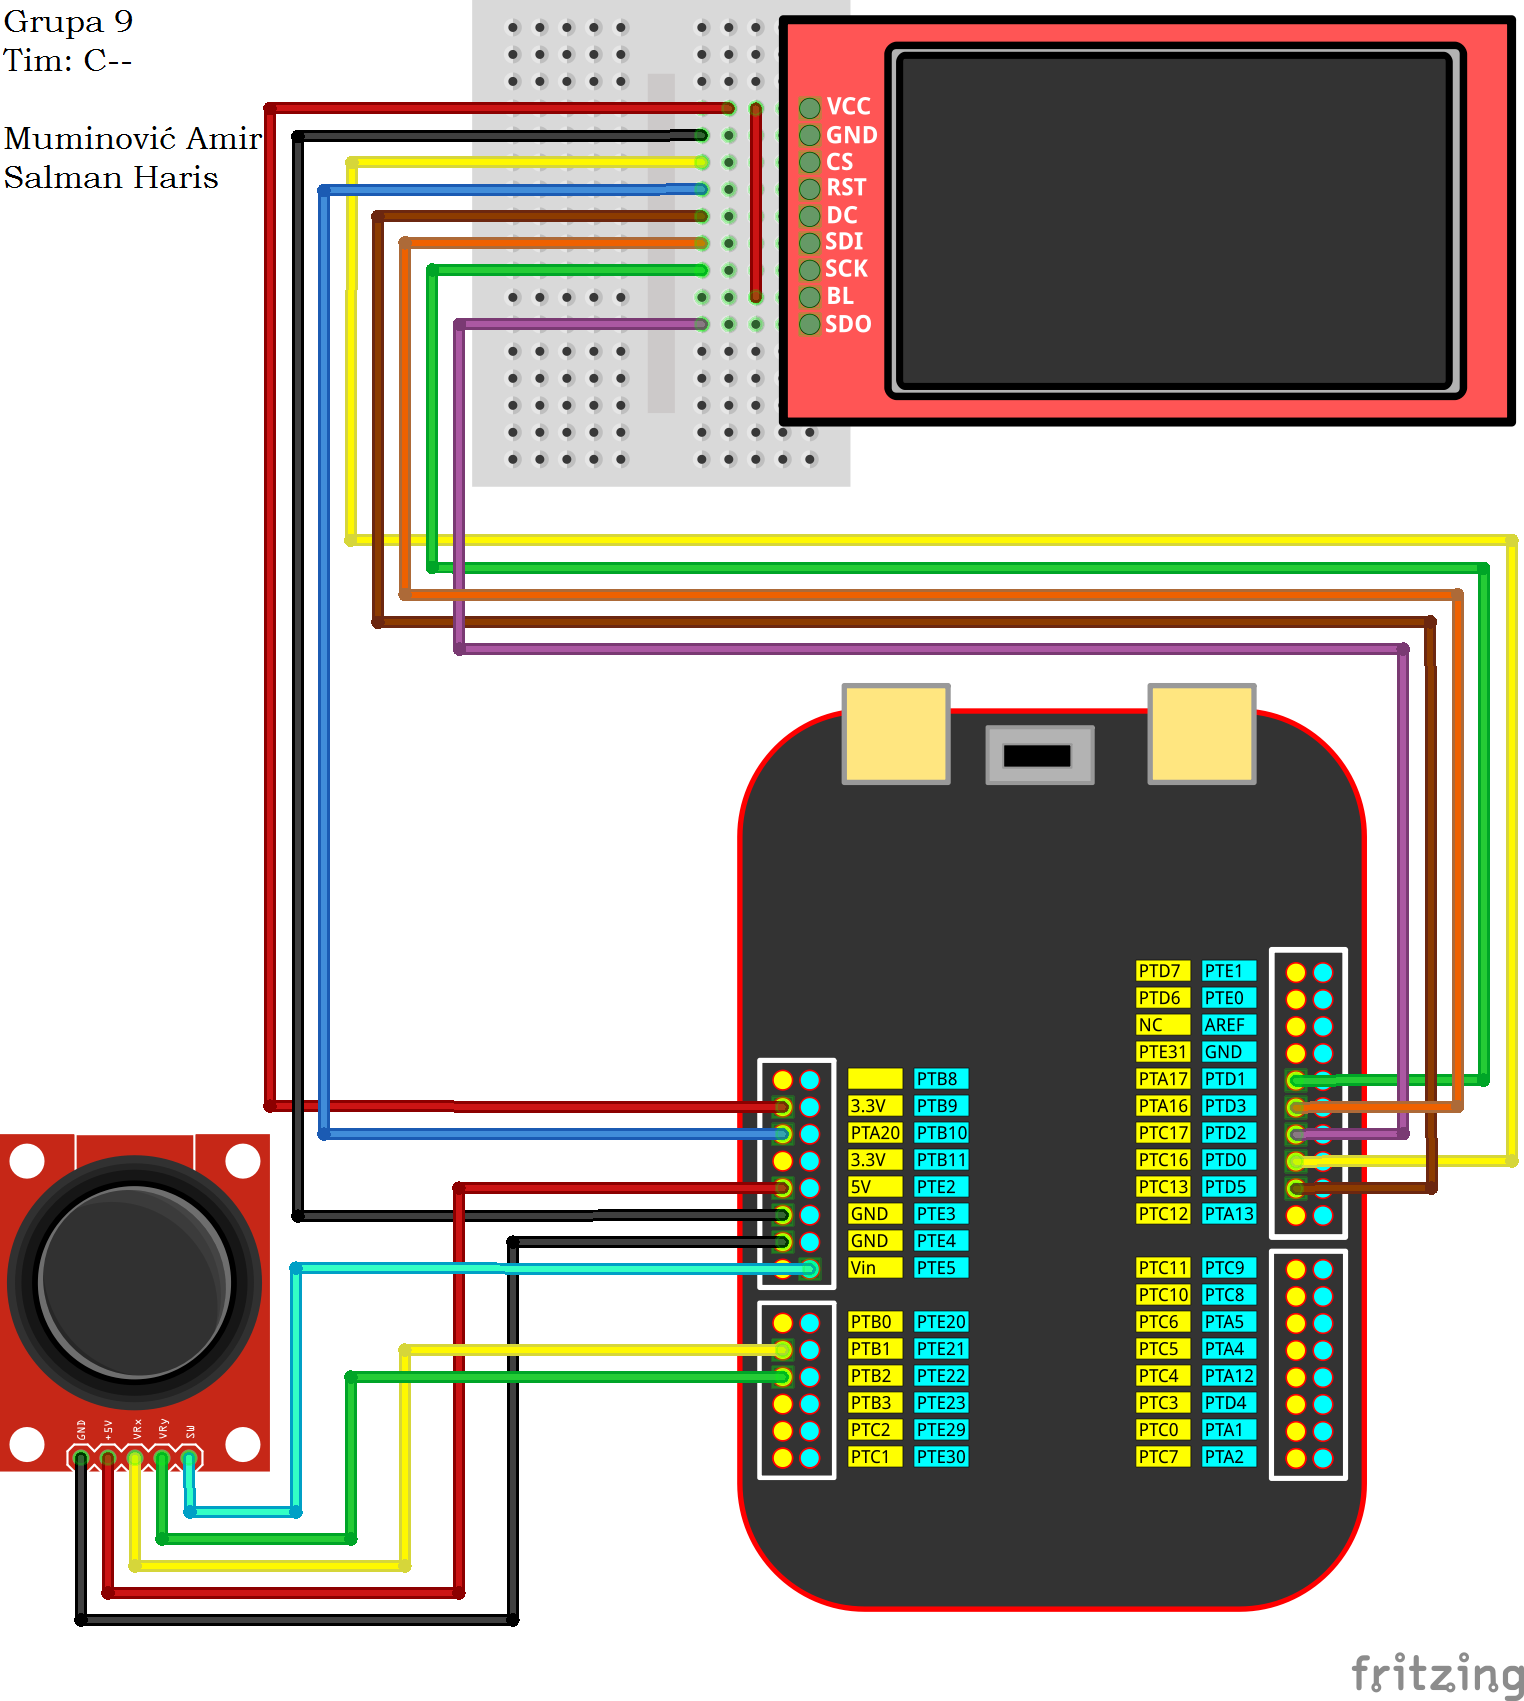 Grupa 9
Tim: C--
Muminović Amir
Salman Haris
VCC
GND
CS
RST
DC
SDI
SCK
BL
SDO
PTD7 PTE1
PTD6 PTE0
NC AREF
PTE31 GND
PTA17 PTD1
PTA16 PTD3
PTC17 PTD2
PTC16 PTD0
PTC13 PTD5
PTC12 PTA13
PTB8
3.3V PTB9
PTA20 PTB10
3.3V PTB11
5V PTE2
GND PTE3
GND PTE4
Vin PTE5
PTC11 PTC9
PTC10 PTC8
PTC6 PTA5
PTC5 PTA4
PTC4 PTA12
PTC3 PTD4
PTC0 PTA1
PTC7 PTA2
PTB0 PTE20
PTB1 PTE21
PTB2 PTE22
PTB3 PTE23
PTC2 PTE29
PTC1 PTE30
GND
+5V
VRx
VRy
SW
fritzing